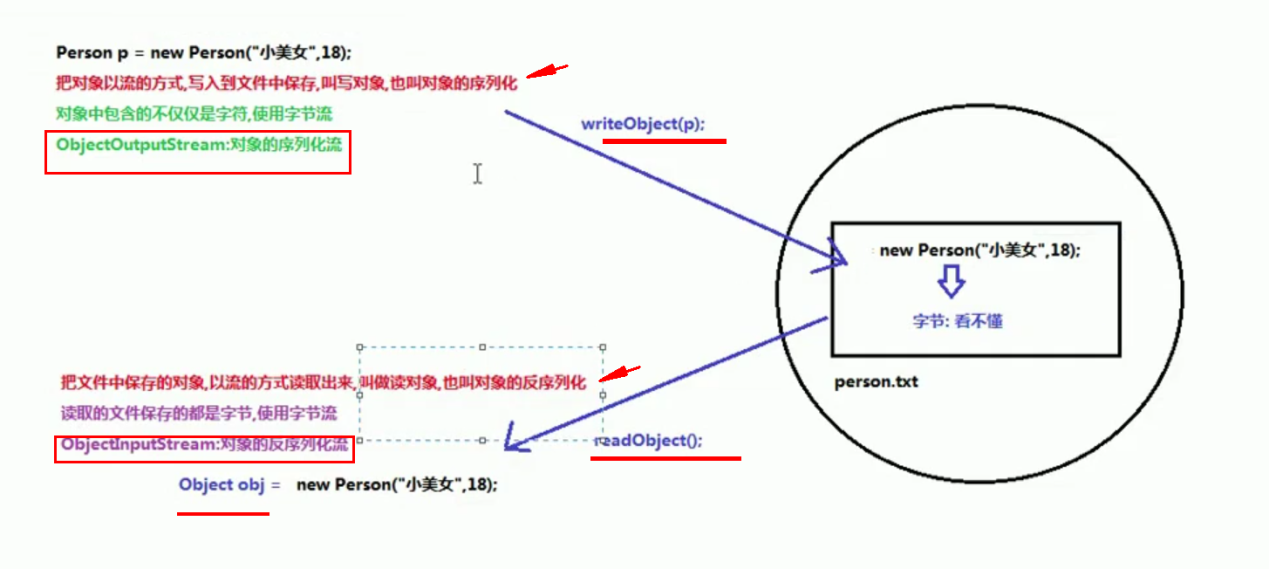 Person p = new Person("小美女",18);
把对象以流的方式,写入到文件中保存,叫写对象,也叫对象的序列化
对象中包含的不仅仅是字符,使用字节流
writeObject(p);
ObjectOutputStream:对象的序列化流
new Person("小美女",18);
字节: 看不懂
person.txt
把文件中保存的对象,以流的方式读取出来,叫做读对象,也叫对象的反序列化
读取的文件保存的都是字节,使用字节流
readObject();
ObjectInputStream:对象的反序列化流
Object obj = new Person("小美女",18);